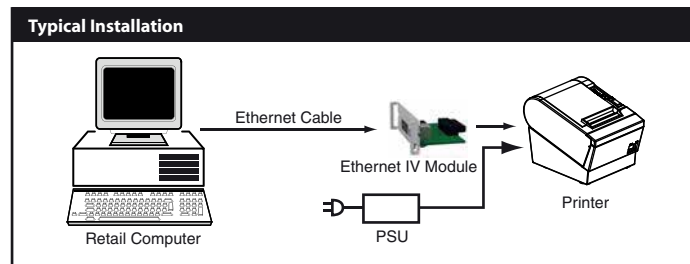 Typical Installation
Ethernet Cable
Ethernet IV Module
Printer
Retail Computer
PSU